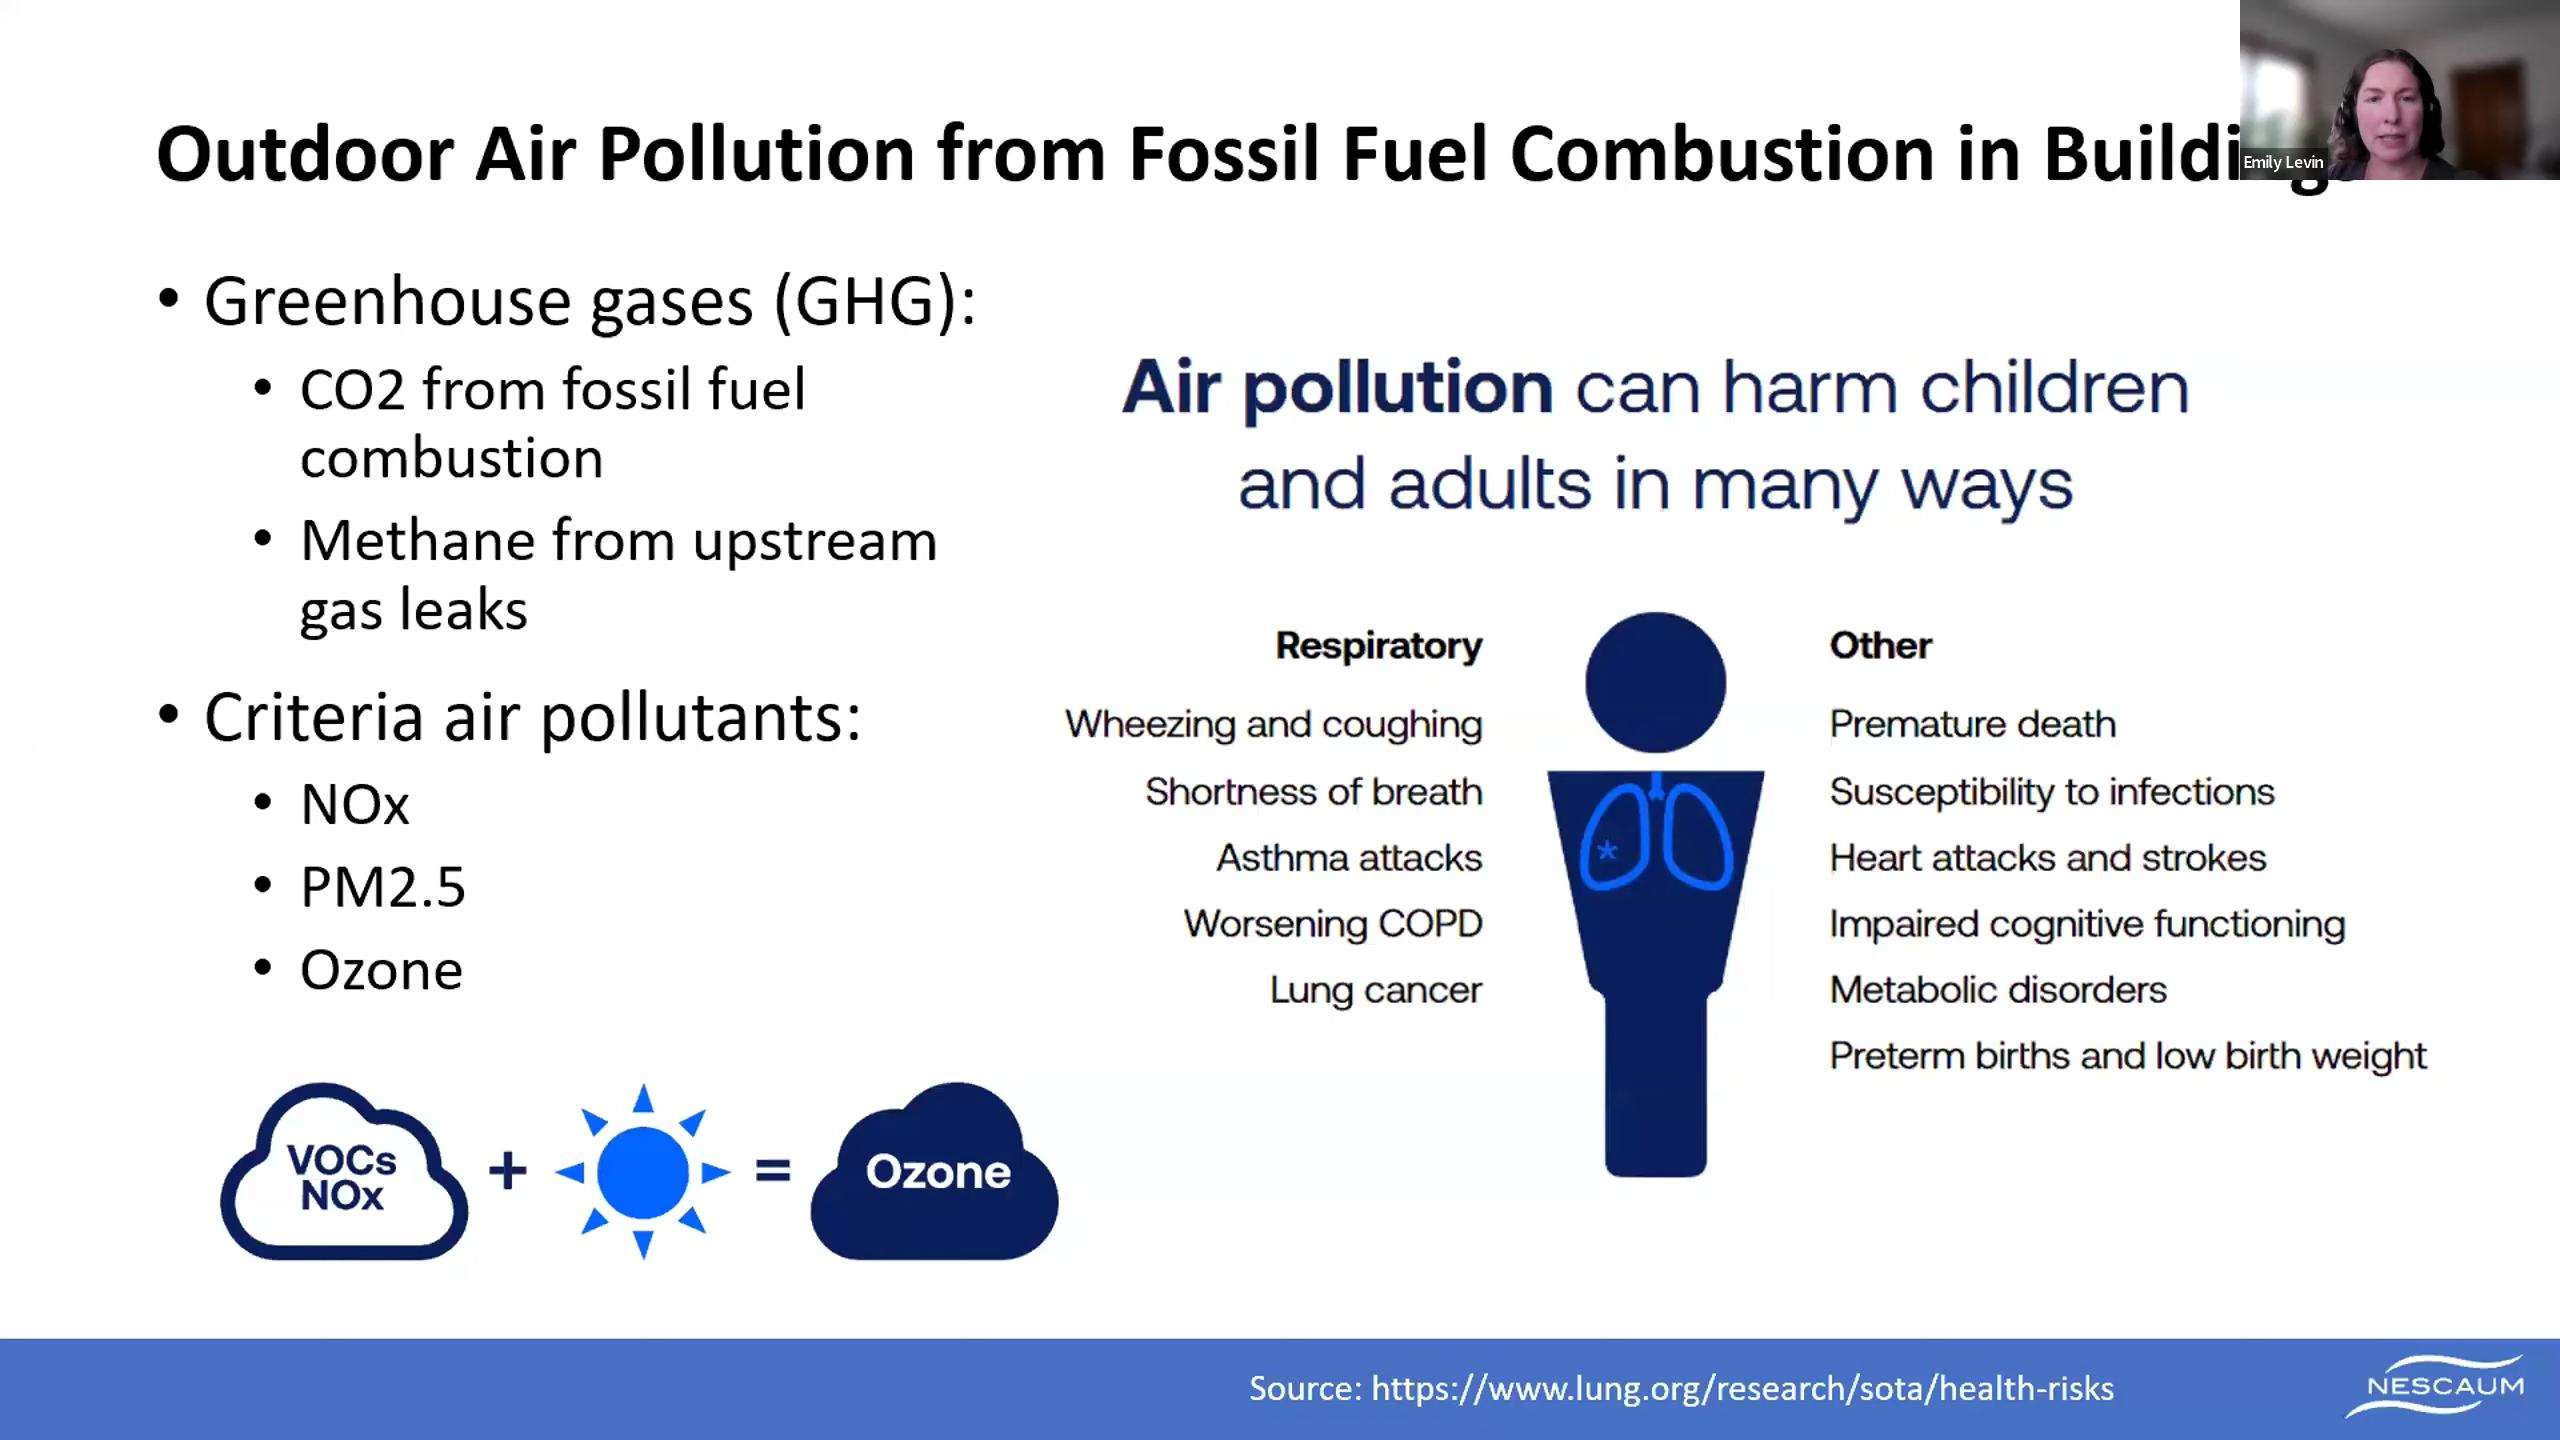 Outdoor Air Pollution from Fossil Fuel Combustion in
Emily Levin
• Greenhouse gases (GHG):
• CO2 from fossil fuel
combustion
• Methane from upstream
gas leaks
• Criteria air pollutants:
• NOx
• PM2.5
• Ozone
VOCs
NOx
+
=
Ozone
Air pollution can harm children
and adults in many ways
Respiratory
Wheezing and coughing
Shortness of breath
Asthma attacks
Worsening COPD
Lung cancer
Other
Premature death
Susceptibility to infections
Heart attacks and strokes
Impaired cognitive functioning
Metabolic disorders
Preterm births and low birth weight
Source: https://www.lung.org/research/sota/health-risks
NESCAUM